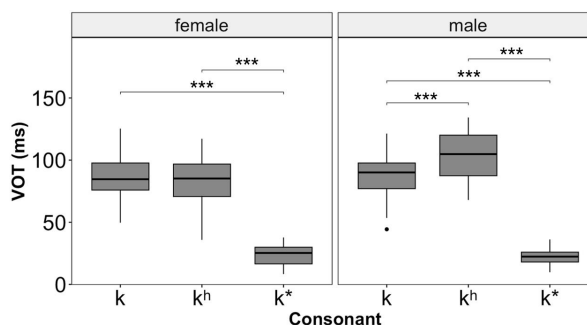 female
male
***
***
***
***
***
VOT (ms)
150
100
50
0
k
kʰ
k*
k
kʰ
k*
Consonant